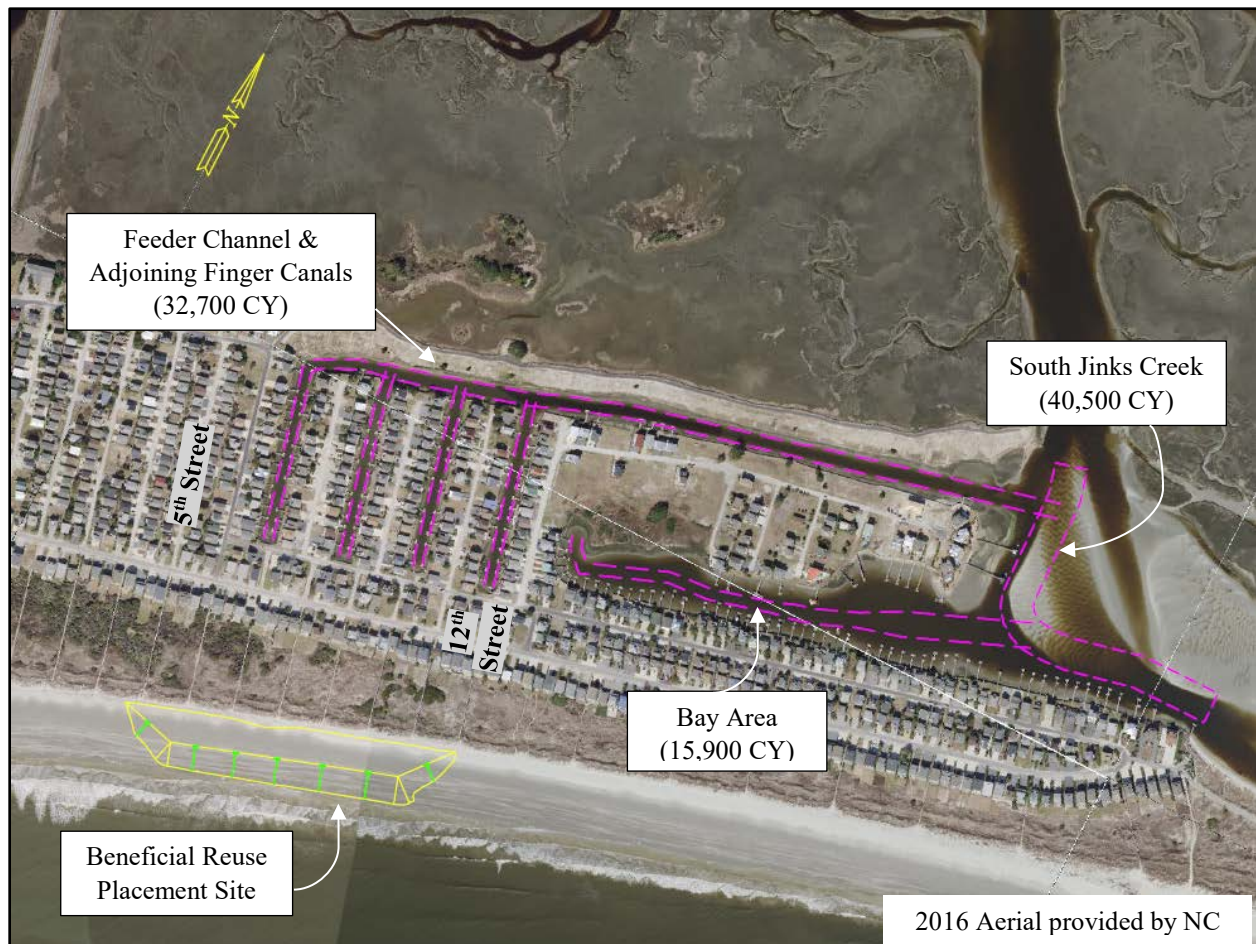 N
Feeder Channel &
Adjoining Finger Canals
(32,700 CY)
South Jinks Creek
(40,500 CY)
5th Street
12th
Street
Bay Area
(15,900 CY)
Beneficial Reuse
Placement Site
2016 Aerial provided by NC